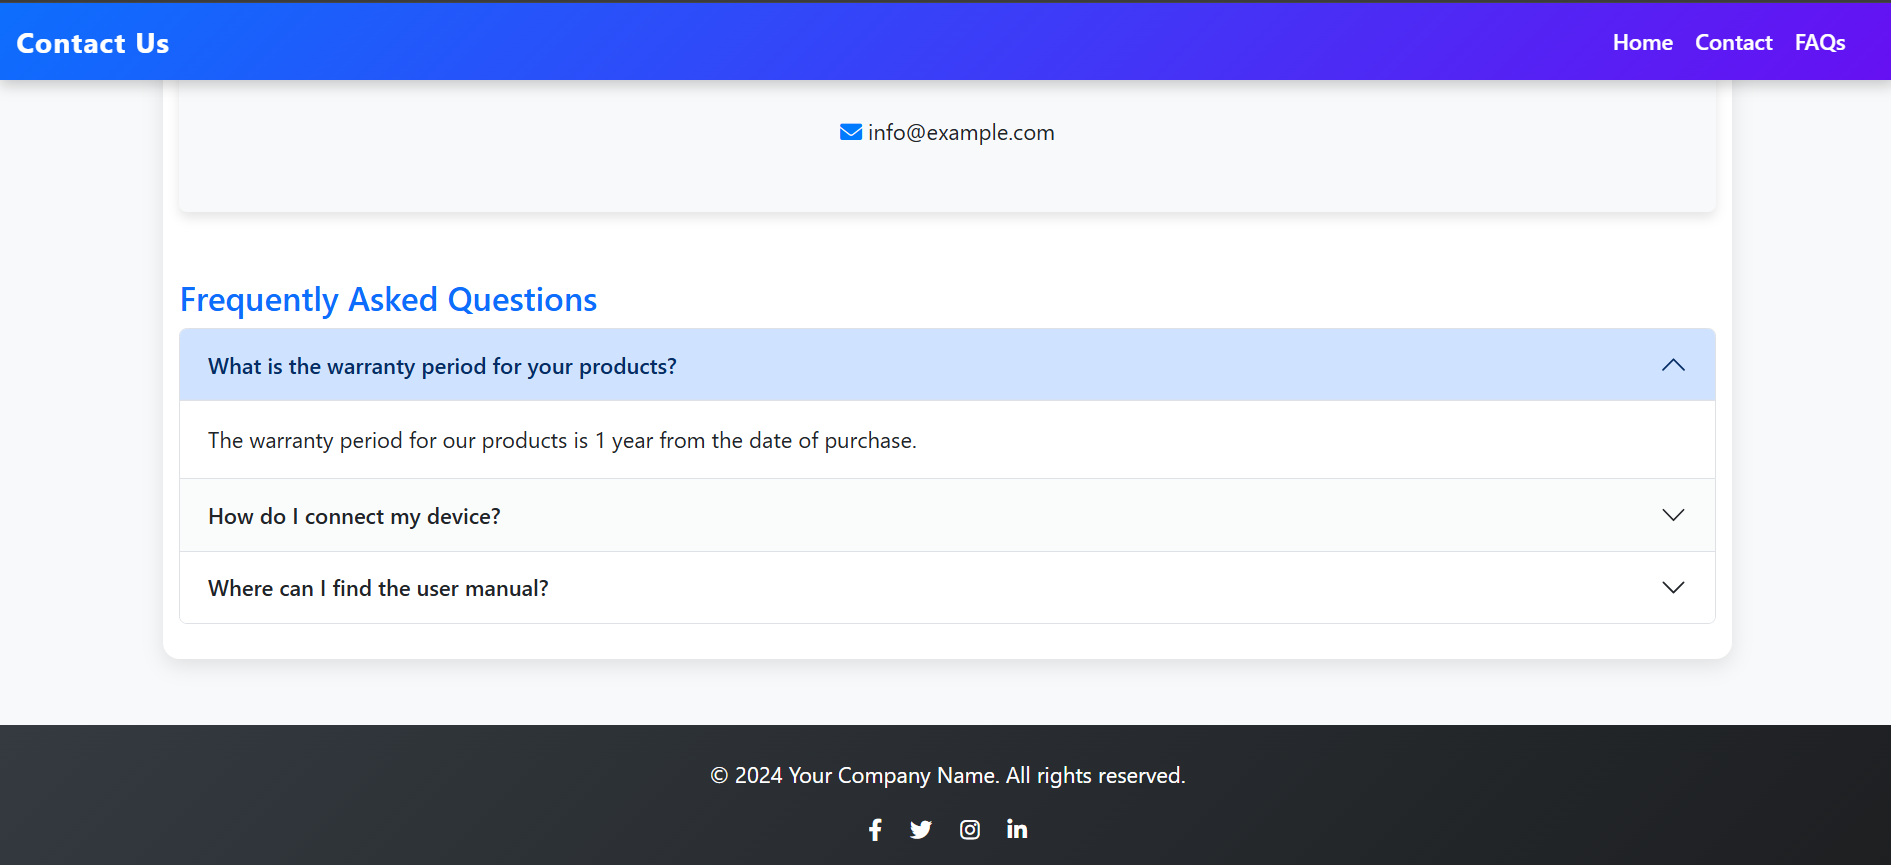 Contact Us
Home Contact FAQs
info@example.com
Frequently Asked Questions
What is the warranty period for your products?
The warranty period for our products is 1 year from the date of purchase.
How do I connect my device?
Where can I find the user manual?
© 2024 Your Company Name. All rights reserved.